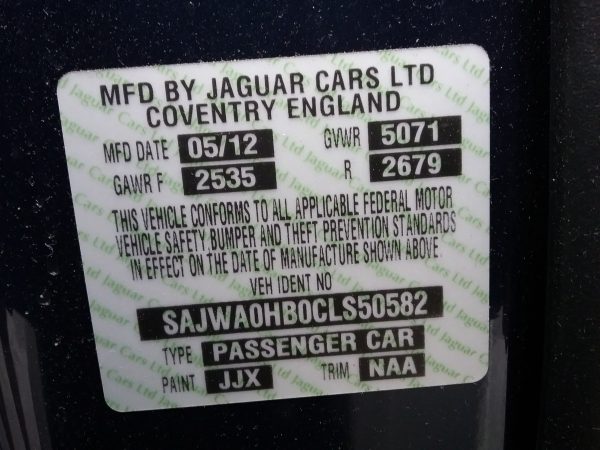 MFD BY JAGUAR CARS LTD
COVENTRY ENGLAND
MFD DATE 05/12 GVWR 5071
GAWR F 2535 R 2679
THIS VEHICLE CONFORMS TO ALL APPLICABLE FEDERAL MOTOR
VEHICLE SAFETY BUMPER AND THEFT PREVENTION STANDARDS
IN EFFECT ON THE DATE OF MANUFACTURE SHOWN ABOVE
VEH IDENT NO
SAJWA0HB0CLS50582
TYPE PASSENGER CAR
PAINT JJX TRIM NAA